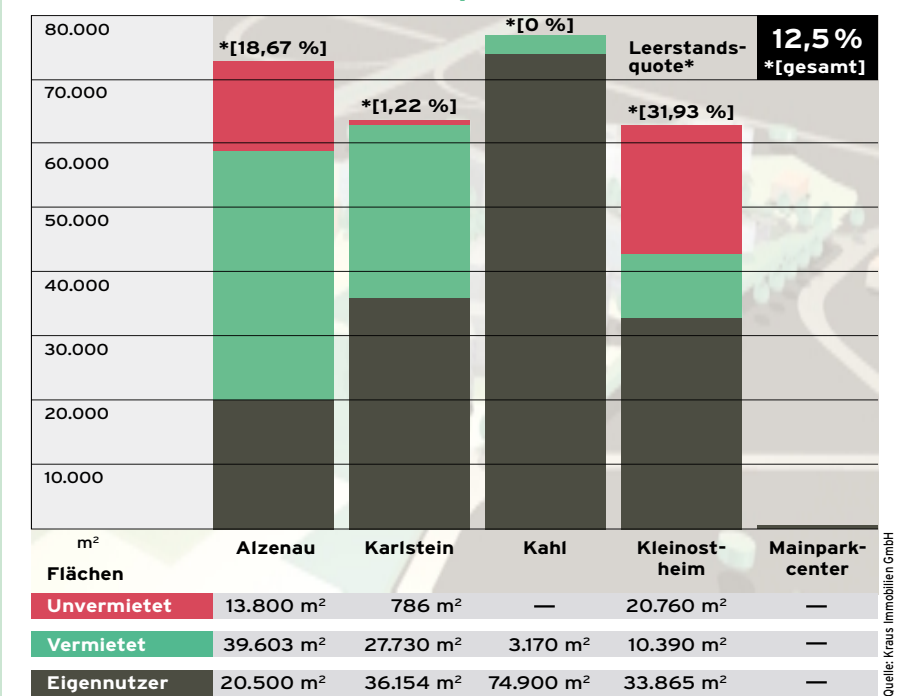 80.000
70.000
60.000
50.000
40.000
30.000
20.000
10.000
*[18,67 %]
*[1,22 %]
*[0 %]
*[31,93 %]
Leerstands-
quote*
12,5 %
*[gesamt]
m²
Flächen
Alzenau
Karlstein
Kahl
Kleinost-
heim
Mainpark-
center
Unvermietet 13.800 m² 786 m² — 20.760 m² —
Vermietet 39.603 m² 27.730 m² 3.170 m² 10.390 m² —
Eigennutzer 20.500 m² 36.154 m² 74.900 m² 33.865 m² —
Quelle: Kraus Immobilien GmbH